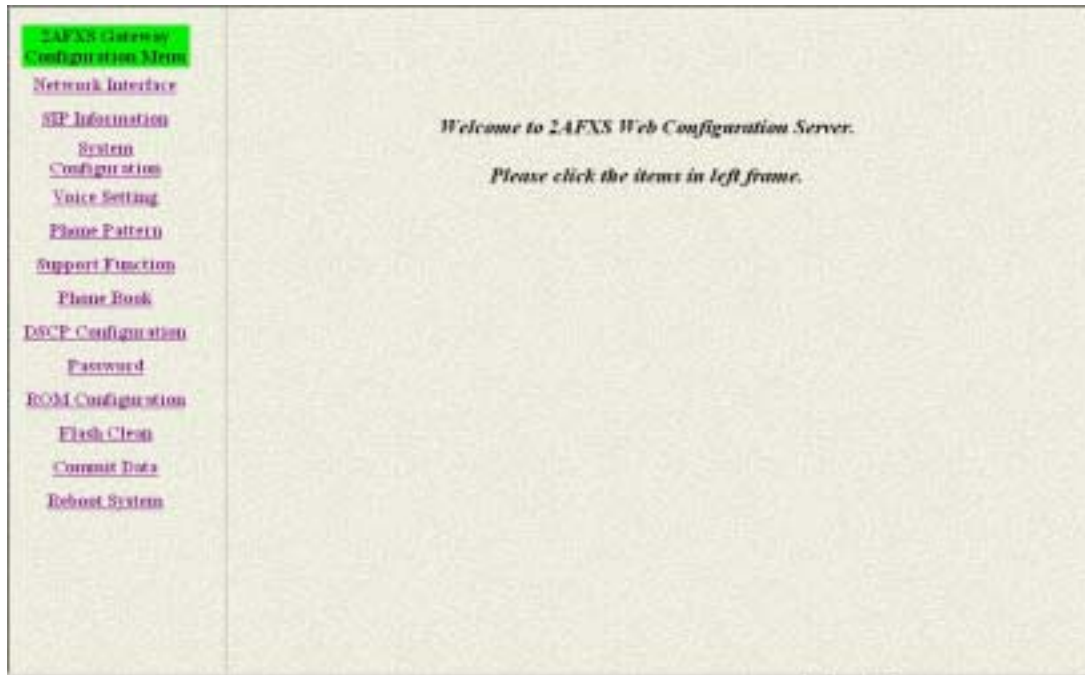 2AFXS Gateway
Configuration Menu
Network Interface
SIP Information
System
Configuration
Voice Setting
Phone Pattern
Support Function
Phone Book
DSCP Configuration
Password
ROM Configuration
Flash Clean
Commit Data
Reboot System
Welcome to 2AFXS Web Configuration Server.
Please click the items in left frame.